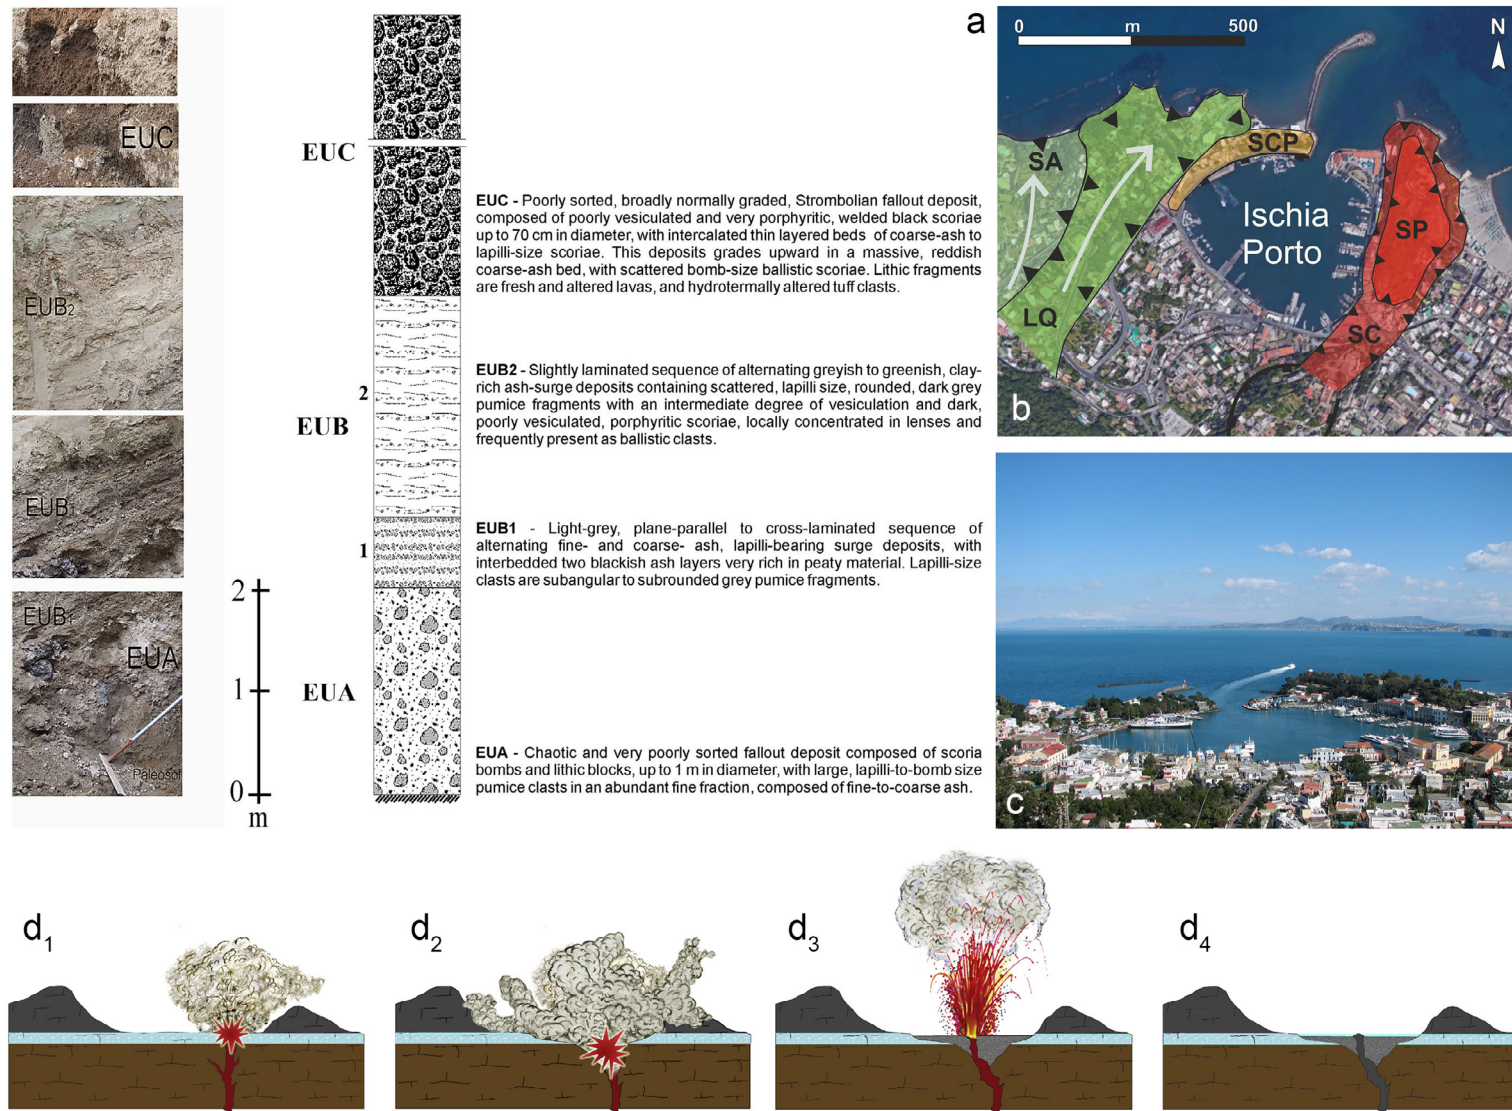 a
EUC
EUB2
EUB1
EUB1
EUA
Paleosol
2
1
0
m
EUC
EUB
2
1
EUA
EUC - Poorly sorted, broadly normally graded, Strombolian fallout deposit,
composed of poorly vesiculated and very porphyritic, welded black scoriae
up to 70 cm in diameter, with intercalated thin layered beds of coarse-ash to
lapilli-size scoriae. This deposits grades upward in a massive, reddish
coarse-ash bed, with scattered bomb-size ballistic scoriae. Lithic fragments
are fresh and altered lavas, and hydrotermally altered tuff clasts.
EUB2 - Slightly laminated sequence of alternating greyish to greenish, clay-
rich ash-surge deposits containing scattered, lapilli size, rounded, dark grey
pumice fragments with an intermediate degree of vesiculation and dark,
poorly vesiculated, porphyritic scoriae, locally concentrated in lenses and
frequently present as ballistic clasts.
EUB1 - Light-grey, plane-parallel to cross-laminated sequence of
alternating fine- and coarse- ash, lapilli-bearing surge deposits, with
interbedded two blackish ash layers very rich in peaty material. Lapilli-size
clasts are subangular to subrounded grey pumice fragments.
EUA - Chaotic and very poorly sorted fallout deposit composed of scoria
bombs and lithic blocks, up to 1 m in diameter, with large, lapilli-to-bomb size
pumice clasts in an abundant fine fraction, composed of fine-to-coarse ash.
0 m 500
N
SA
SCP
Ischia
Porto
SP
LQ
SC
b
c
d1
d2
d3
d4